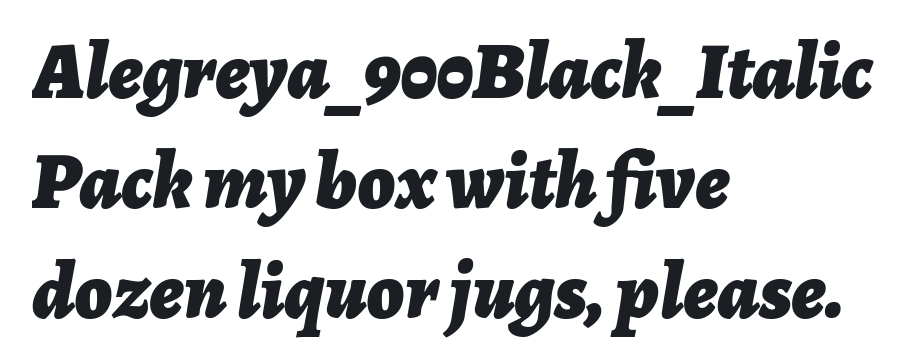 Alegreya_900Black_Italic
Pack my box with five
dozen liquor jugs, please.